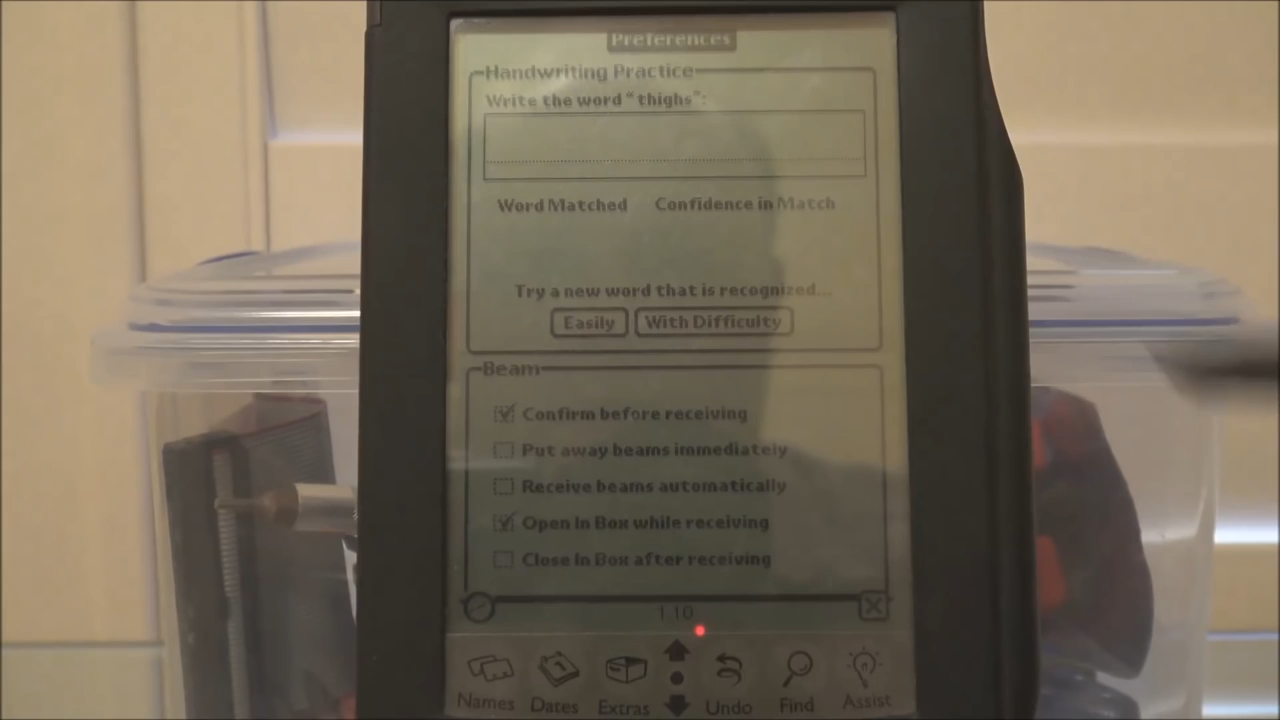 Preferences
Handwriting Practice
Write the word “thighs”:
Word Matched Confidence in Match
Try a new word that is recognized...
Easily With Difficulty
Beam
Confirm before receiving
Put away beams immediately
Receive beams automatically
Open In Box while receiving
Close In Box after receiving
1 10
Names Dates Extras Undo Find Assist